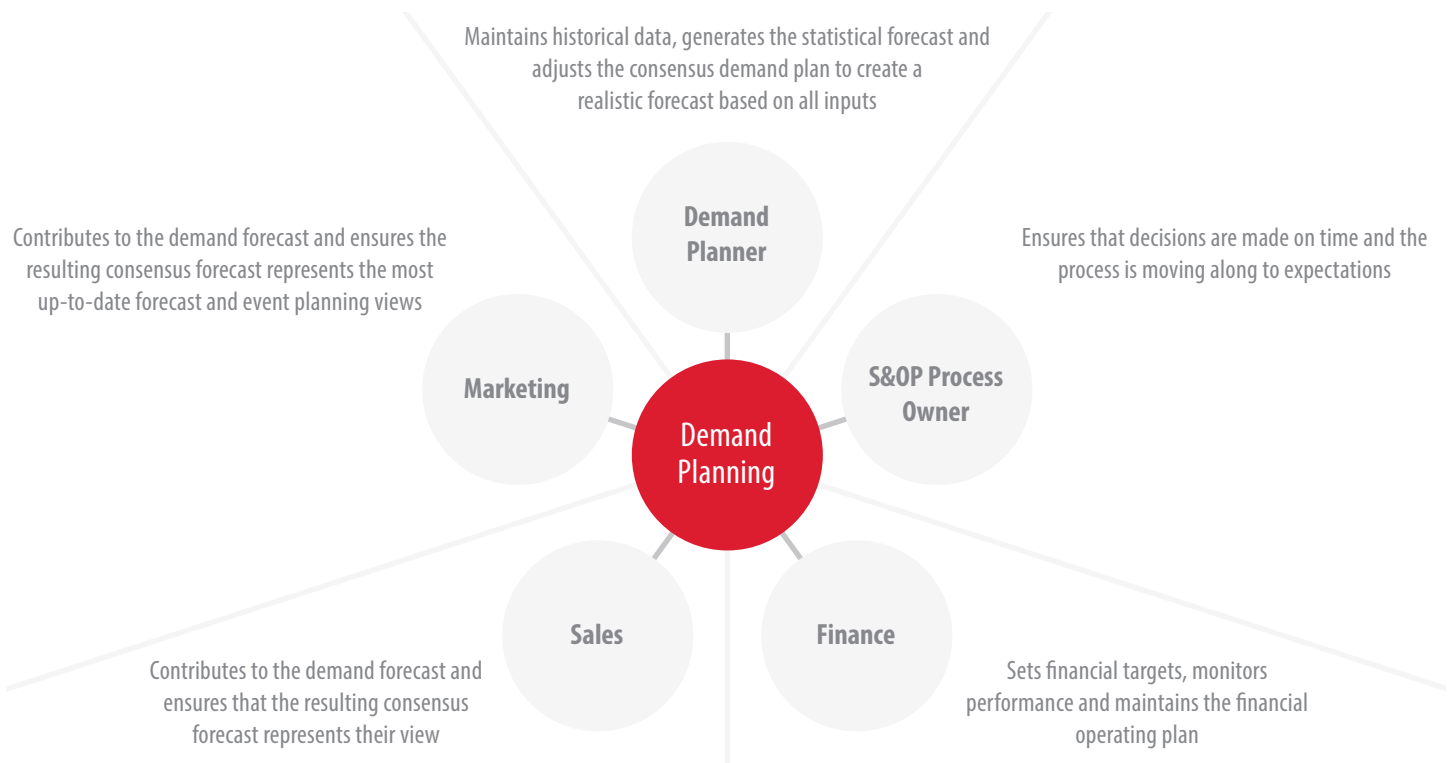 Maintains historical data, generates the statistical forecast and
adjusts the consensus demand plan to create a
realistic forecast based on all inputs
Demand
Planner
Contributes to the demand forecast and ensures the
resulting consensus forecast represents the most
up-to-date forecast and event planning views
Marketing
Ensures that decisions are made on time and the
process is moving along to expectations
S&OP Process
Owner
Demand
Planning
Sales
Contributes to the demand forecast and
ensures that the resulting consensus
forecast represents their view
Finance
Sets financial targets, monitors
performance and maintains the financial
operating plan